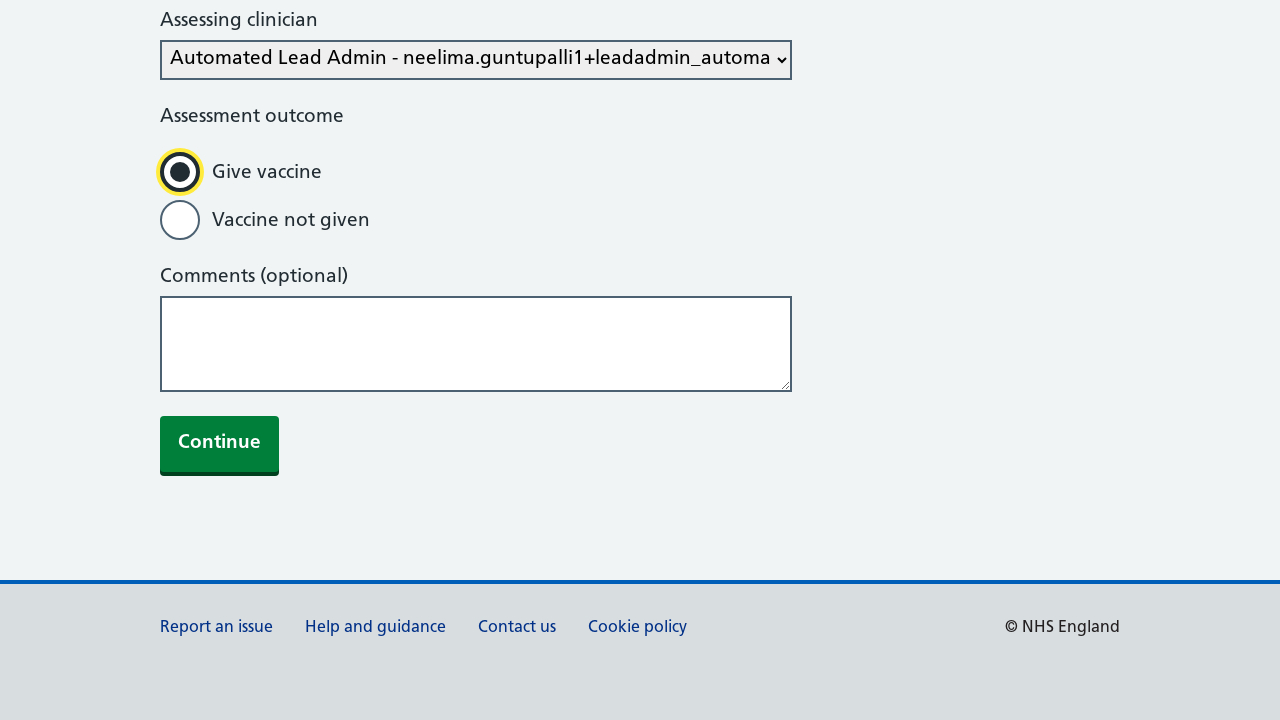 Assessing clinician
Automated Lead Admin - neelima.guntupalli1+leadadmin_automa
Assessment outcome
Give vaccine
Vaccine not given
Comments (optional)
Continue
Report an issue Help and guidance Contact us Cookie policy © NHS England